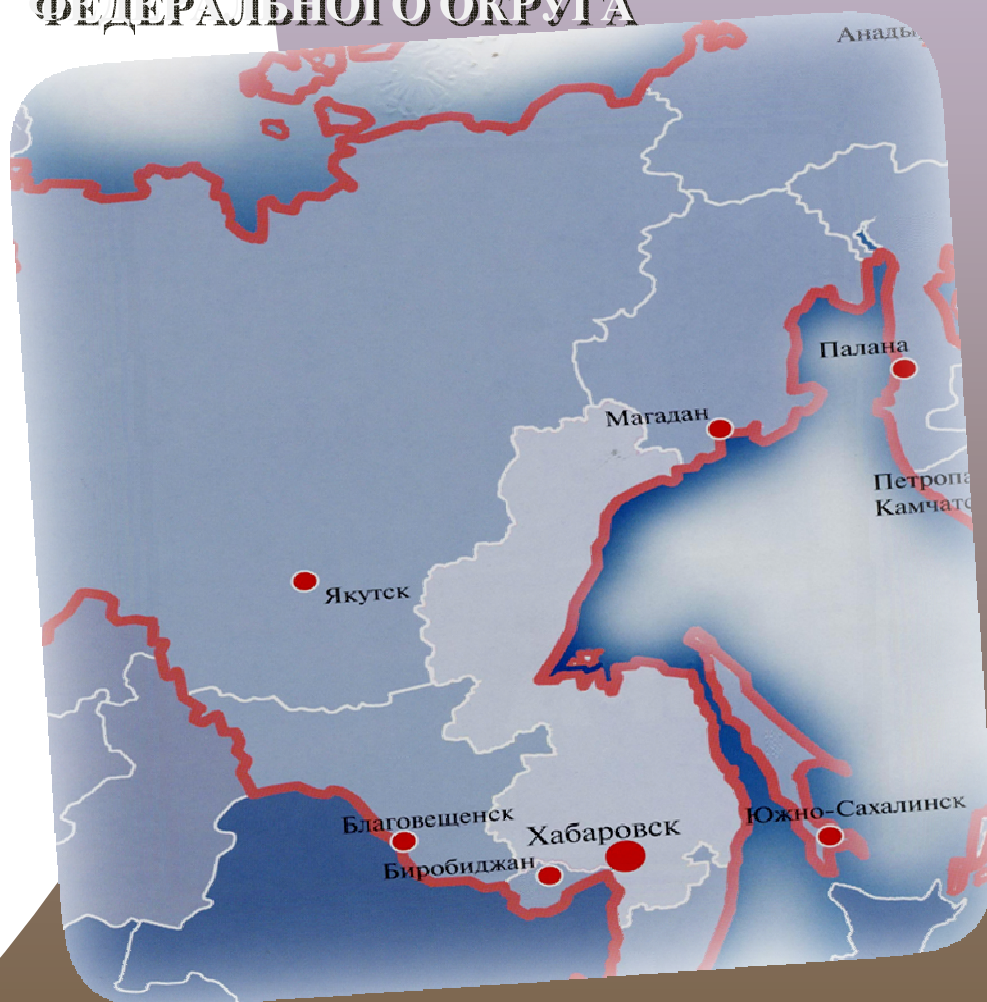 ФЕДЕРАЛЬНОГО ОКРУГА
Палана
Магадан
Якутск
Благовещенск
Хабаровск
Южно-Сахалинск
Биробиджан